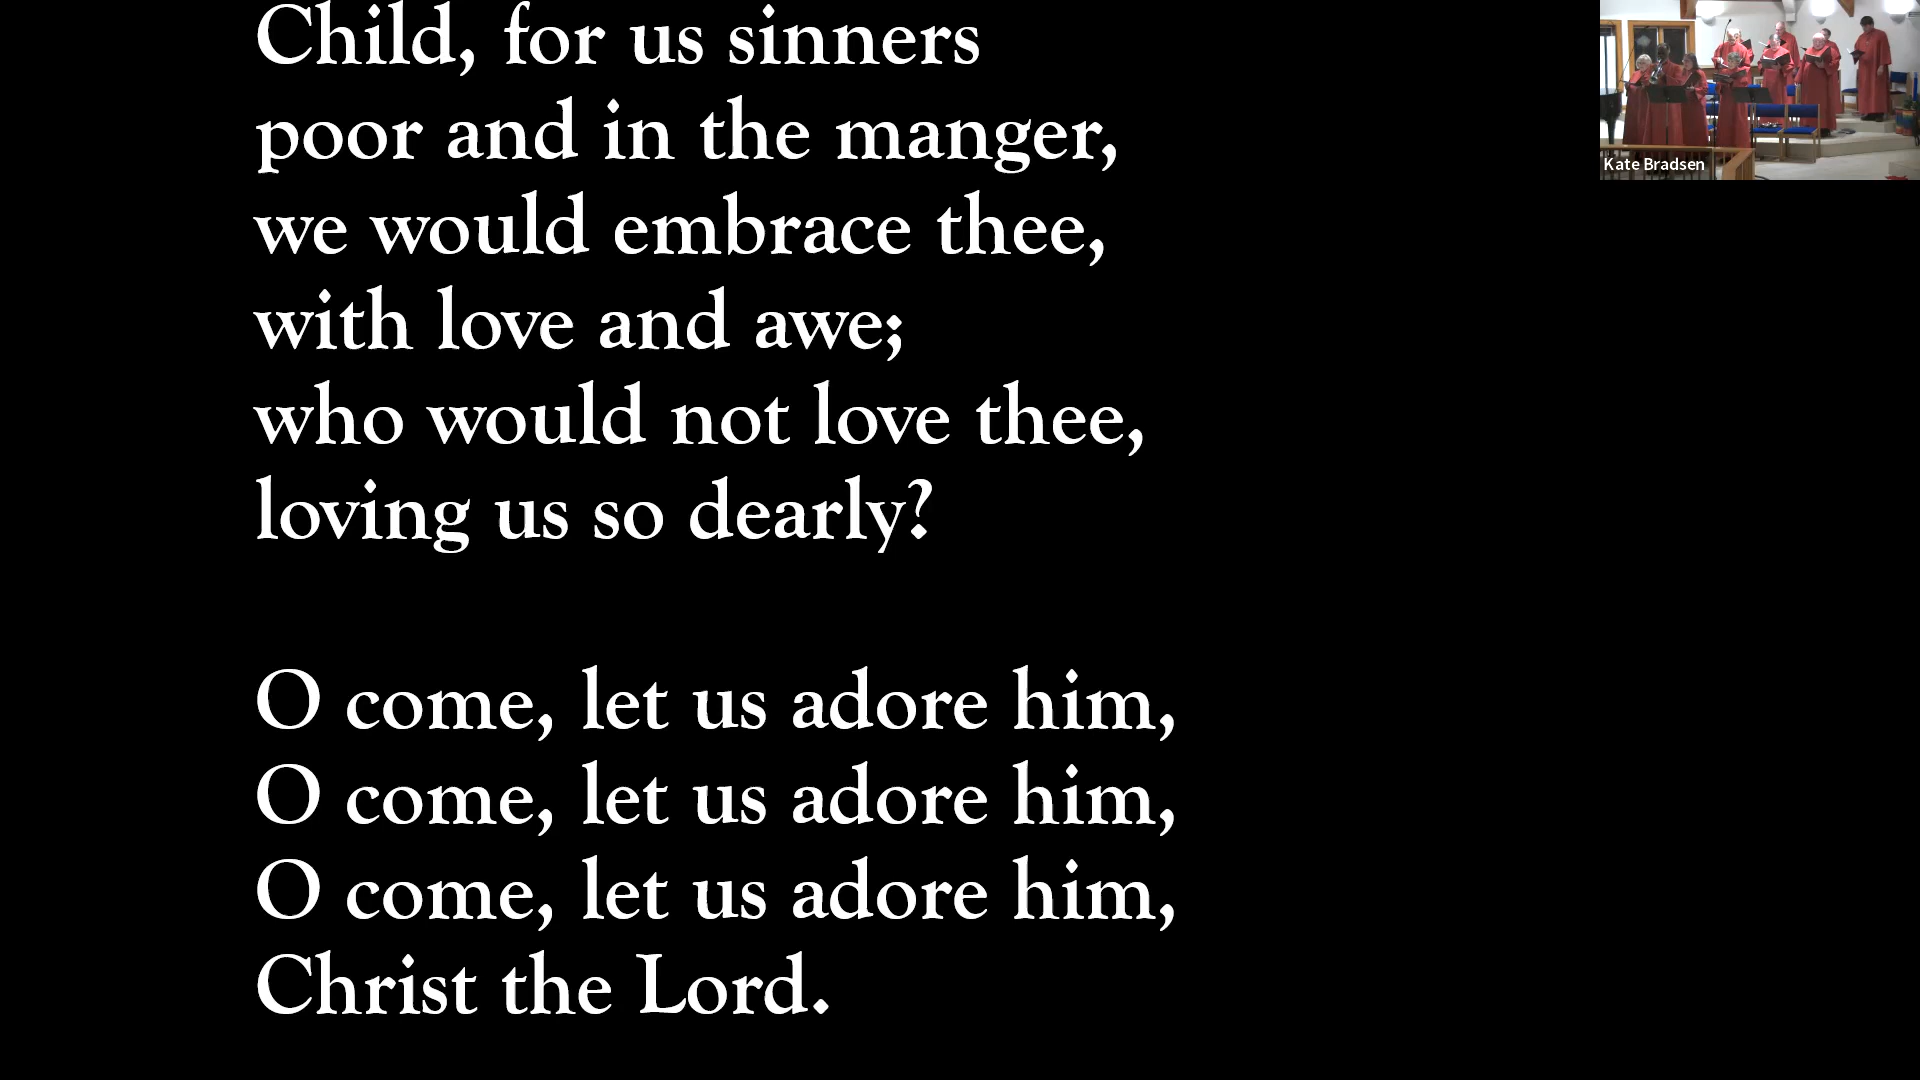 Child, for us sinners
poor and in the manger,
we would embrace thee,
with love and awe;
who would not love thee,
loving us so dearly?
O come, let us adore him,
O come, let us adore him,
O come, let us adore him,
Christ the Lord.
Kate Bradsen